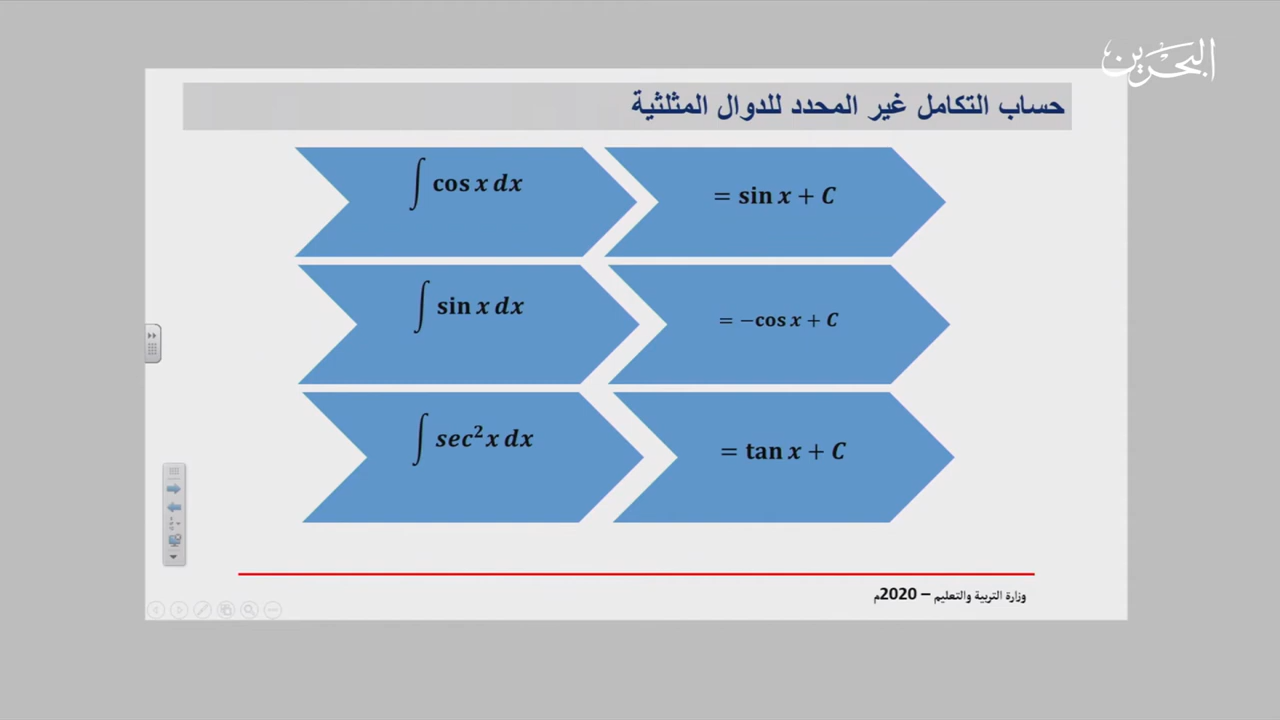 البحرين
حساب التكامل غير المحدد للدوال المثلثية
∫ cos x dx = sin x + C
∫ sin x dx = −cos x + C
∫ sec²x dx = tan x + C
وزارة التربية والتعليم – 2020م